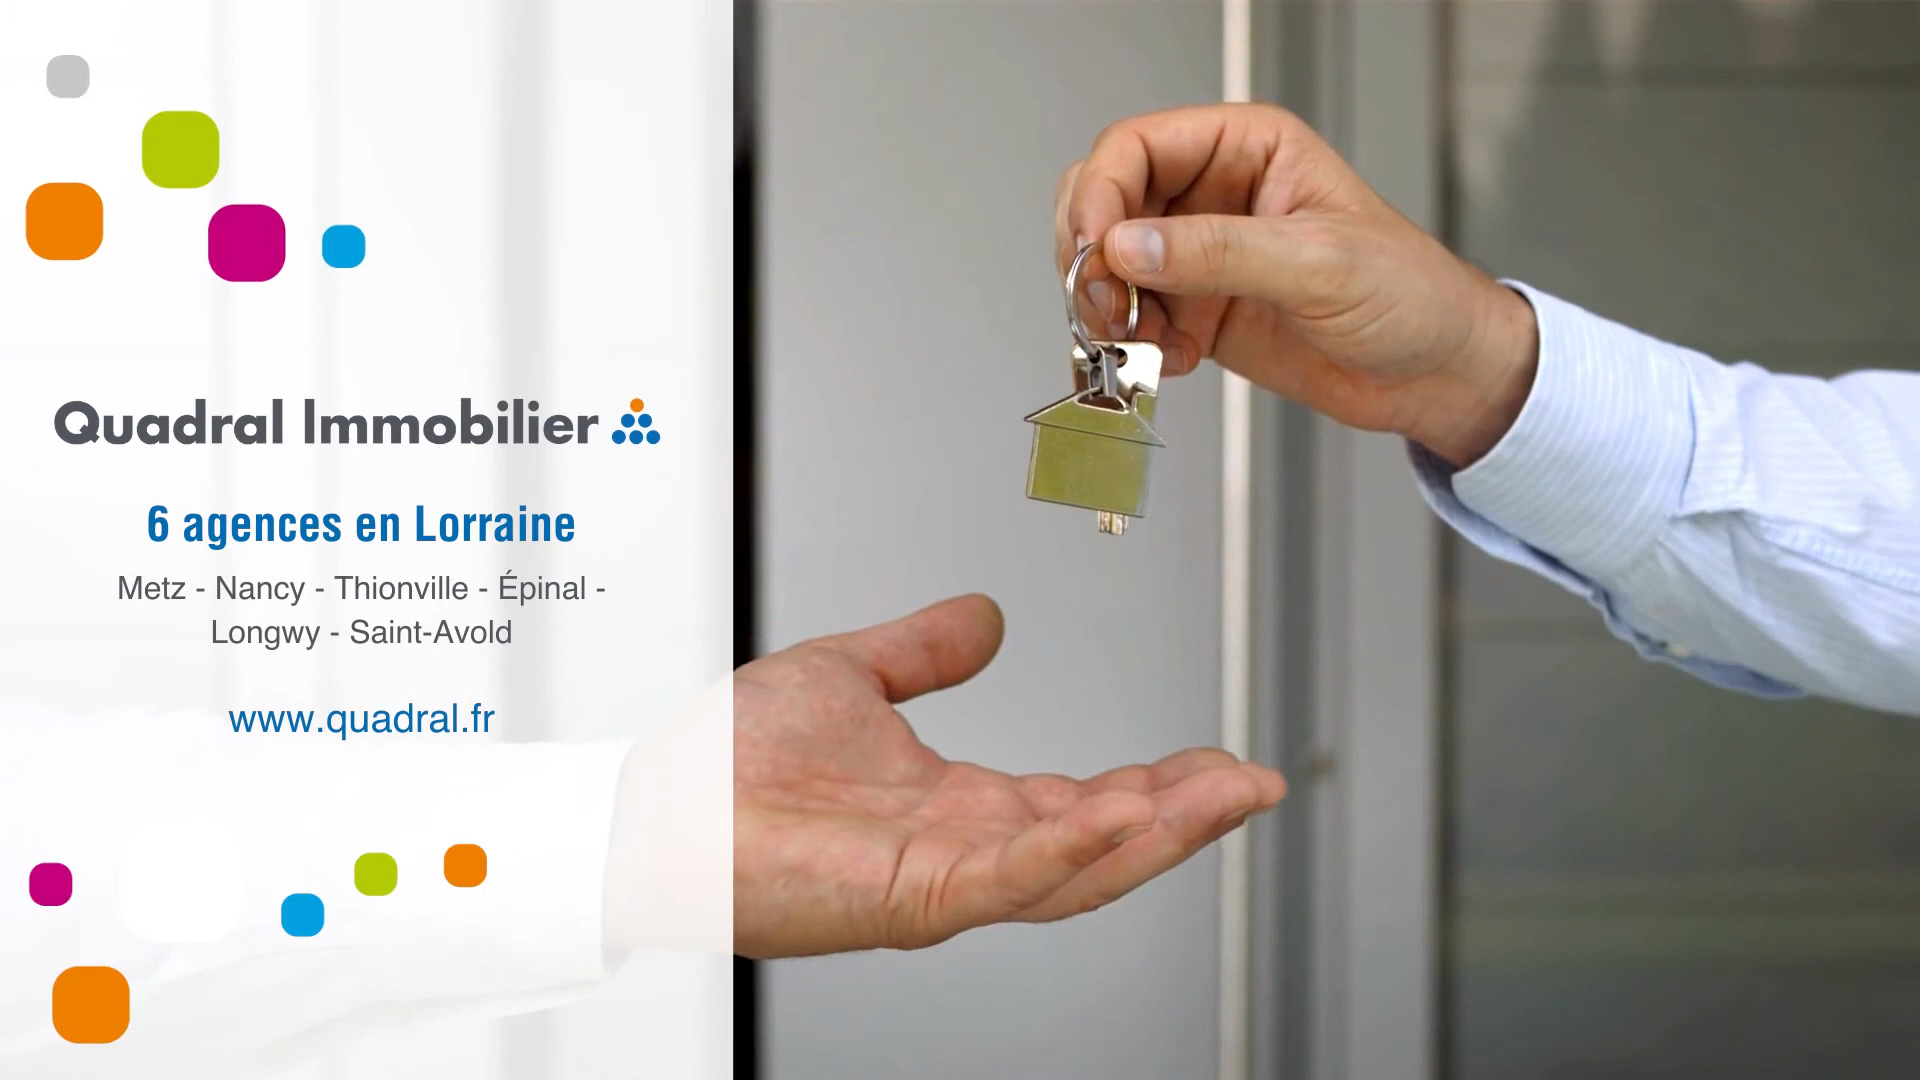 Quadral Immobilier
6 agences en Lorraine
Metz - Nancy - Thionville - Épinal -
Longwy - Saint-Avold
www.quadral.fr